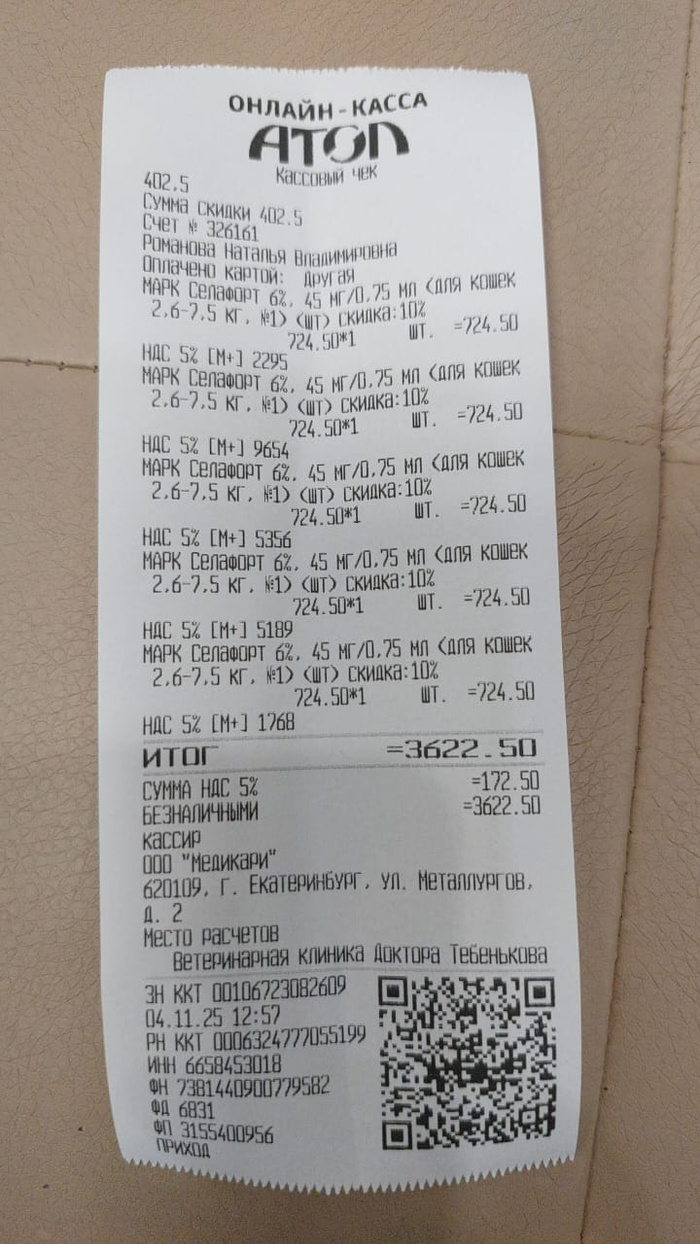 ОНЛАЙН-КАССА
АТОЛ
Кассовый чек
402.5
Сумма скидки 402.5
Счет № 326161
Романова Наталья Владимировна
Оплачено картой: Другая
МАРК Селафорт 6%, 45 мг/0,75 мл (для кошек
2,6-7,5 кг, №1) (шт) скидка:10%
724.50*1 шт. =724.50
НДС 5% [М+] 2295
МАРК Селафорт 6%, 45 мг/0,75 мл (для кошек
2,6-7,5 кг, №1) (шт) скидка:10%
724.50*1 шт. =724.50
НДС 5% [М+] 9654
МАРК Селафорт 6%, 45 мг/0,75 мл (для кошек
2,6-7,5 кг, №1) (шт) скидка:10%
724.50*1 шт. =724.50
НДС 5% [М+] 5356
МАРК Селафорт 6%, 45 мг/0,75 мл (для кошек
2,6-7,5 кг, №1) (шт) скидка:10%
724.50*1 шт. =724.50
НДС 5% [М+] 5189
МАРК Селафорт 6%, 45 мг/0,75 мл (для кошек
2,6-7,5 кг, №1) (шт) скидка:10%
724.50*1 шт. =724.50
НДС 5% [М+] 1768
ИТОГ =3622.50
СУММА НДС 5% =172.50
БЕЗНАЛИЧНЫМИ =3622.50
кассир
ООО "Медикари"
620109, г. Екатеринбург, ул. Металлургов,
д. 2
Место расчетов
Ветеринарная клиника Доктора Тебенькова
ЗН ККТ 00106723082609
04.11.25 12:57
РН ККТ 0006324777055199
ИНН 6658453018
ФН 7381440900779582
ФД 6831
ФП 3155400956
ПРИХОД